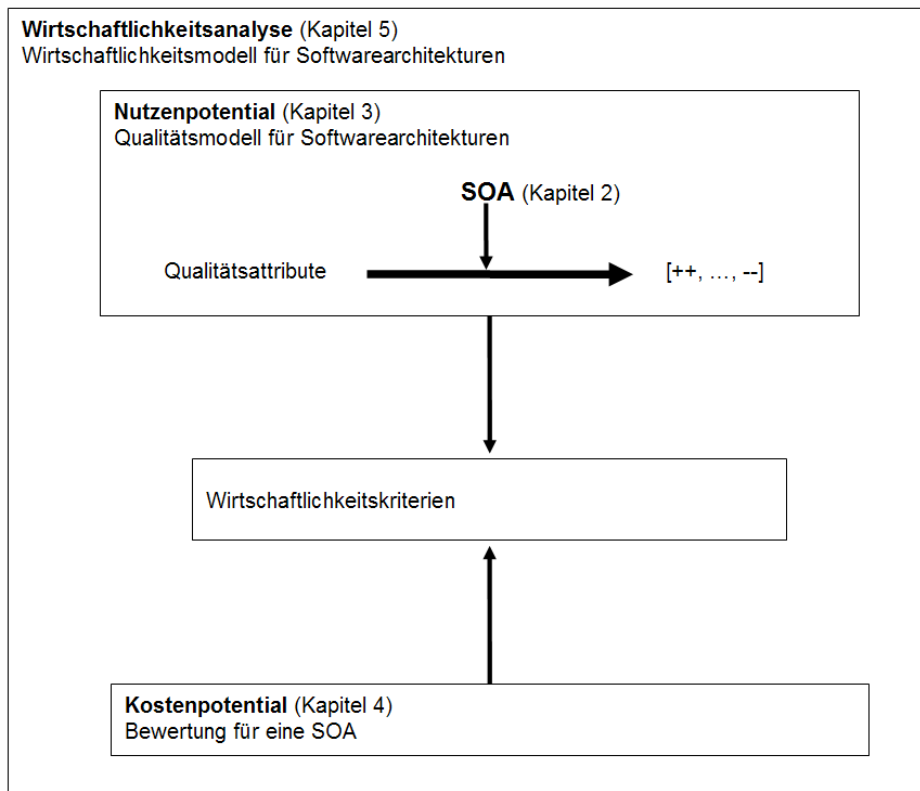 Wirtschaftlichkeitsanalyse (Kapitel 5)
Wirtschaftlichkeitsmodell für Softwarearchitekturen
Nutzenpotential (Kapitel 3)
Qualitätsmodell für Softwarearchitekturen
SOA (Kapitel 2)
Qualitätsattribute [++, ..., --]
Wirtschaftlichkeitskriterien
Kostenpotential (Kapitel 4)
Bewertung für eine SOA